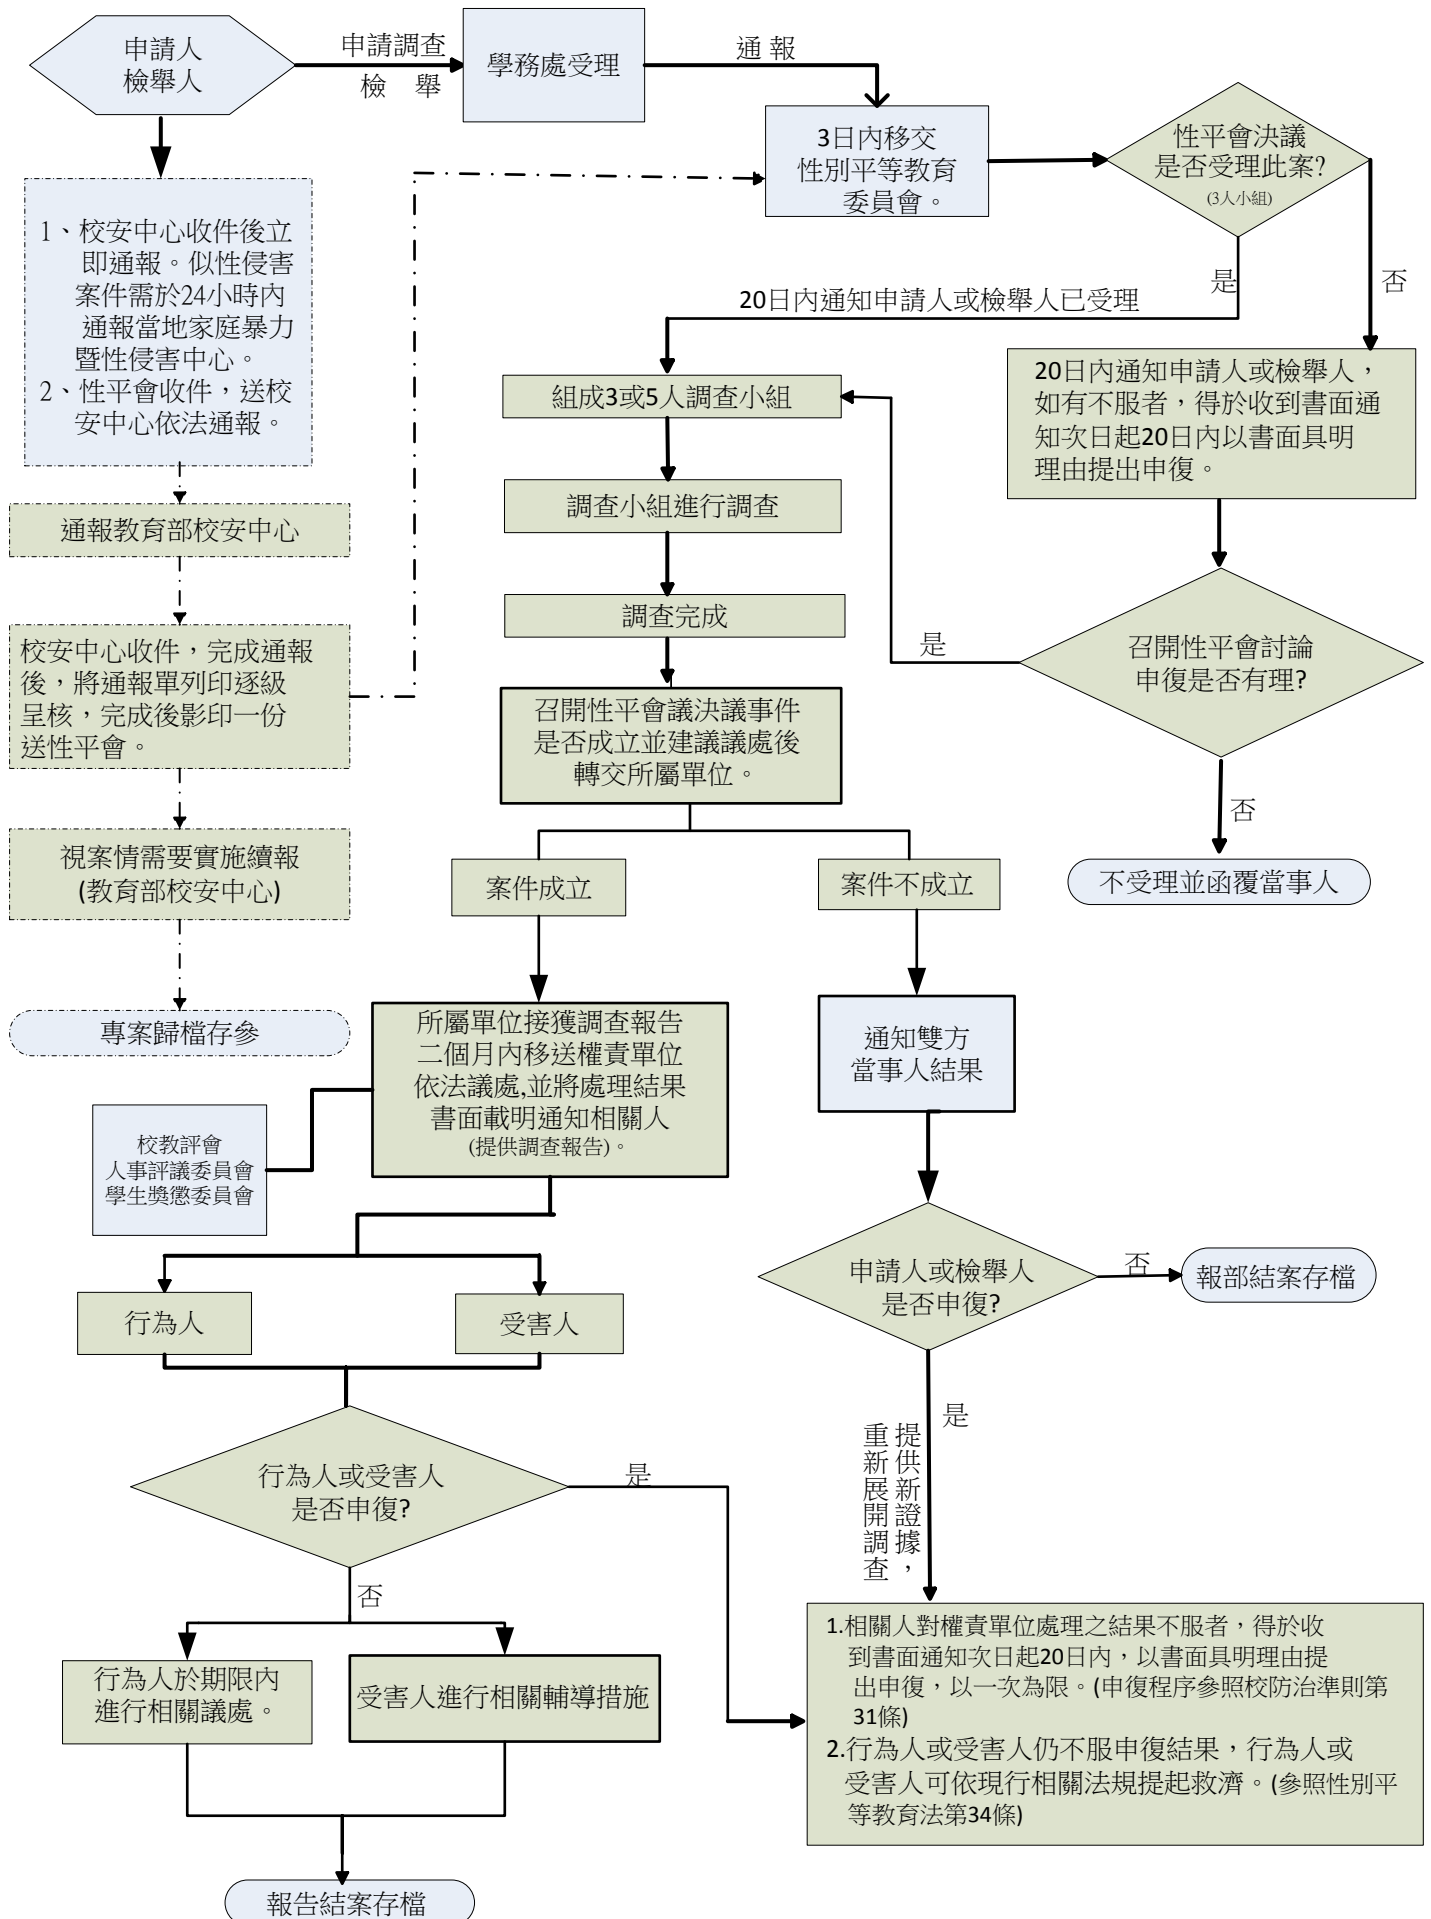 申請人
檢舉人
申請調查
檢 舉
學務處受理
通 報
3日內移交
性別平等教育
委員會。
性平會決議
是否受理此案?
(3人小組)
是
否
1、校安中心收件後立
即通報。似性侵害
案件需於24小時內
通報當地家庭暴力
暨性侵害中心。
2、性平會收件，送校
安中心依法通報。
20日內通知申請人或檢舉人已受理
20日內通知申請人或檢舉人，
如有不服者，得於收到書面通
知次日起20日內以書面具明
理由提出申復。
組成3或5人調查小組
調查小組進行調查
通報教育部校安中心
調查完成
校安中心收件，完成通報
後，將通報單列印逐級
呈核，完成後影印一份
送性平會。
是
召開性平會討論
申復是否有理?
召開性平會議決議事件
是否成立並建議議處後
轉交所屬單位。
否
視案情需要實施續報
(教育部校安中心)
案件成立
案件不成立
不受理並函覆當事人
專案歸檔存參
所屬單位接獲調查報告
二個月內移送權責單位
依法議處,並將處理結果
書面載明通知相關人
(提供調查報告)。
通知雙方
當事人結果
校教評會
人事評議委員會
學生獎懲委員會
申請人或檢舉人
是否申復?
否
報部結案存檔
行為人
受害人
是
提供新證據，
重新展開調查
行為人或受害人
是否申復?
是
否
行為人於期限內
進行相關議處。
受害人進行相關輔導措施
1.相關人對權責單位處理之結果不服者，得於收
到書面通知次日起20日內，以書面具明理由提
出申復，以一次為限。(申復程序參照校防治準則第
31條)
2.行為人或受害人仍不服申復結果，行為人或
受害人可依現行相關法規提起救濟。(參照性別平
等教育法第34條)
報告結案存檔